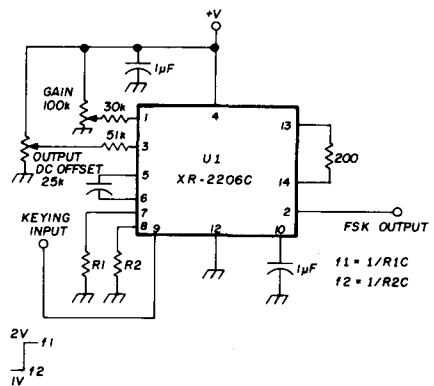 +V
1µF
GAIN
100k
30k
1
4
13
51k
3
OUTPUT
DC OFFSET
25k
U1
XR-2206C
200
5
6
14
KEYING
INPUT
7
8
9
12
10
2
FSK OUTPUT
R1
R2
1µF
f1 = 1/R1C
f2 = 1/R2C
2V
f1
f2
1V